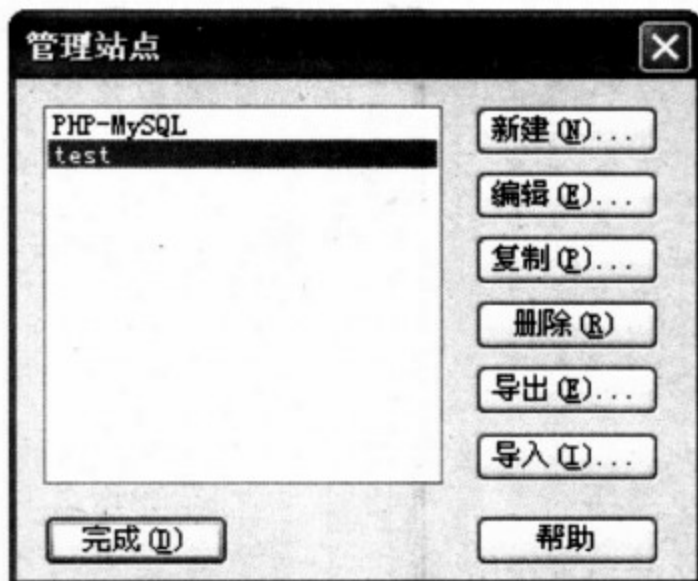 管理站点
PHP-MySQL
test
新建(N)...
编辑(E)...
复制(P)...
删除(R)
导出(E)...
导入(I)...
完成(D)
帮助